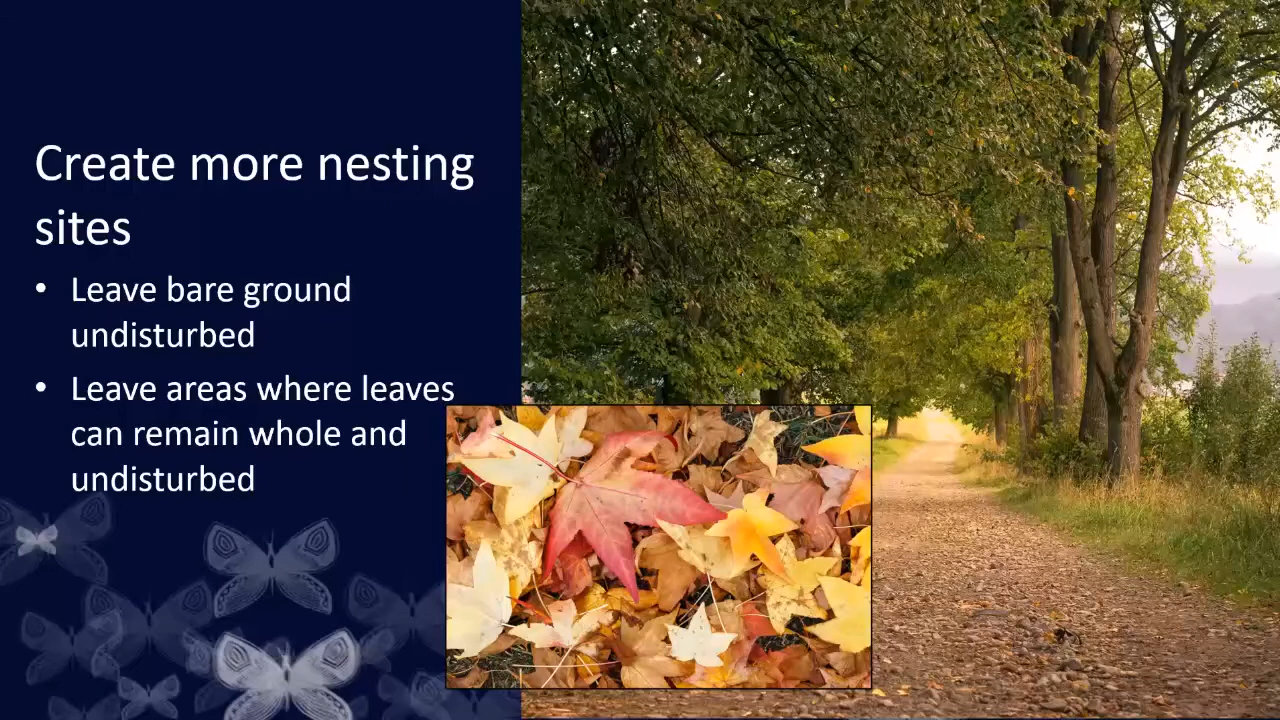 Create more nesting
sites
• Leave bare ground
undisturbed
• Leave areas where leaves
can remain whole and
undisturbed